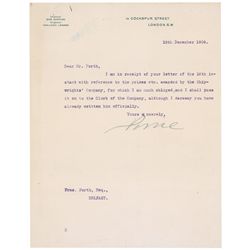 14 COCKSPUR STREET
LONDON.S.W.
12th December 1908.
Dear Mr. Forth,
I am in receipt of your letter of the 10th in-
stant with reference to the prizes etc. awarded by the Ship-
wrights' Company, for which I am much obliged, and I shall pass
it on to the Clerk of the Company, although I daresay you have
already written him officially.
Yours sincerely,
Fras. Forth, Esq.,
BELFAST.